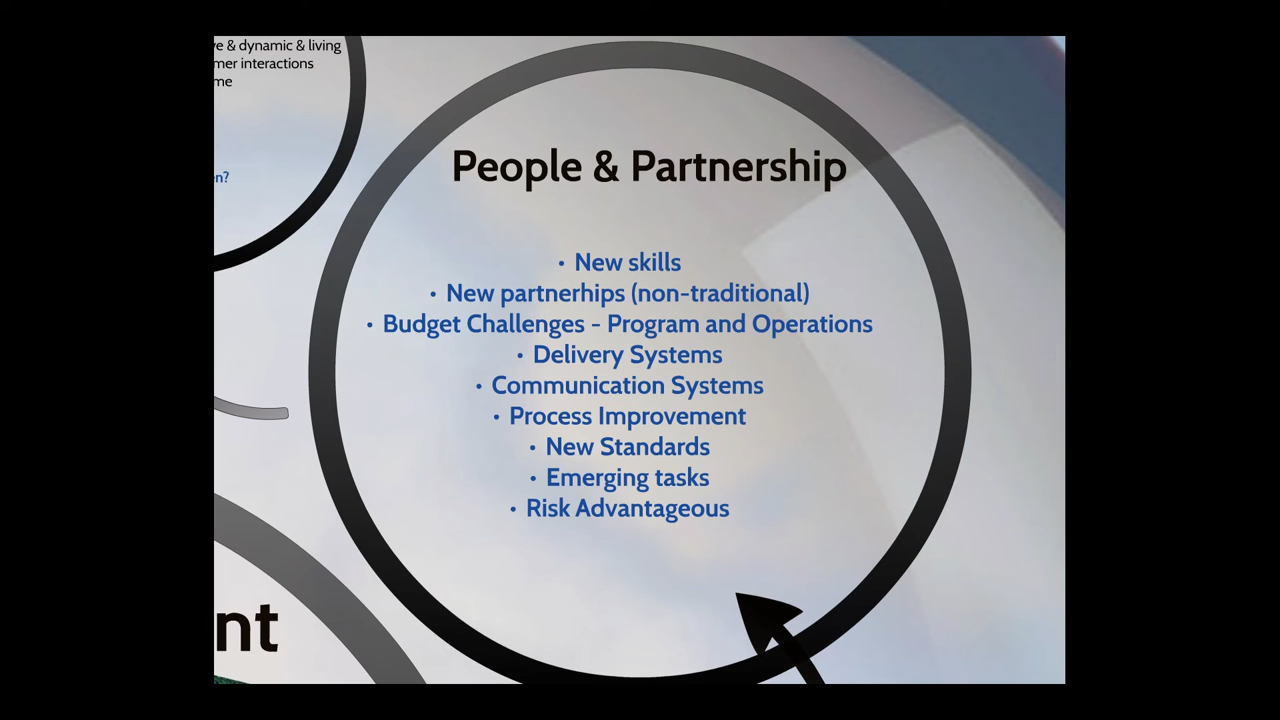 ve & dynamic & living
mer interactions
me
en?
People & Partnership
• New skills
• New partnerhips (non-traditional)
• Budget Challenges - Program and Operations
• Delivery Systems
• Communication Systems
• Process Improvement
• New Standards
• Emerging tasks
• Risk Advantageous
nt